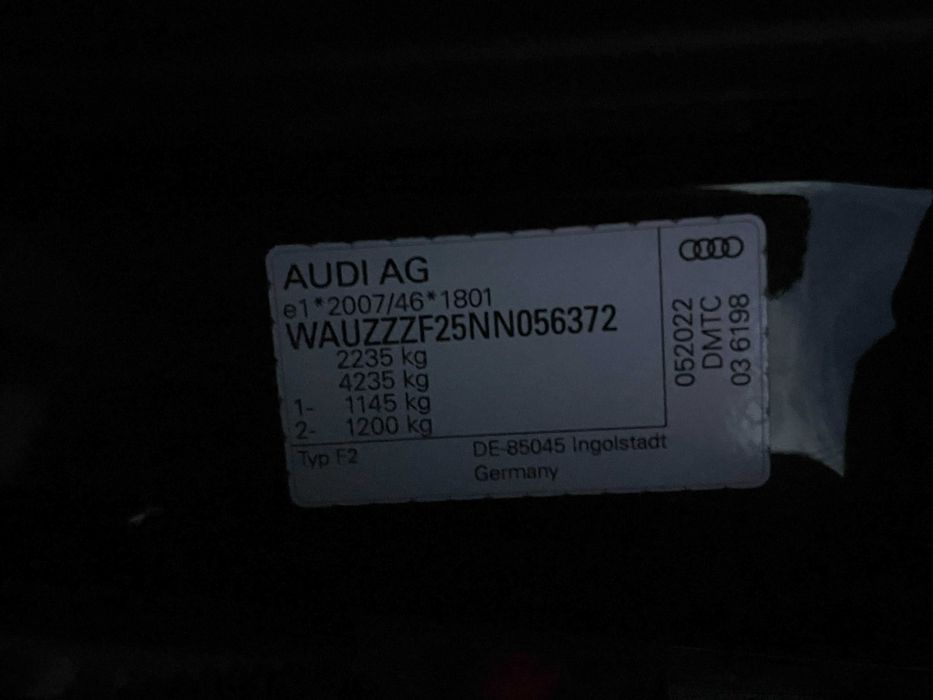 AUDI AG
e1*2007/46*1801
WAUZZZF25NN056372
2235 kg
4235 kg
1- 1145 kg
2- 1200 kg
Typ F2
DE-85045 Ingolstadt
Germany
052022
DMTC
03 6198